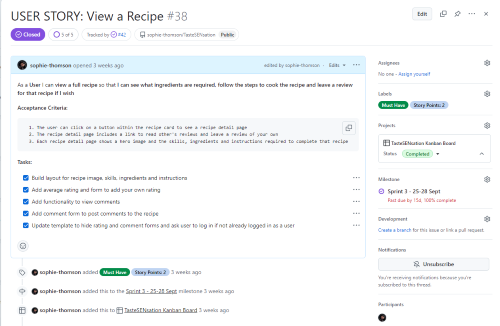 USER STORY: View a Recipe #38
Edit
Closed
5 of 5
Tracked by #42
sophie-thomson/TasteSENsation
Public
sophie-thomson opened 3 weeks ago
edited by sophie-thomson
Edits
As a User I can view a full recipe so that I can see what ingredients are required, follow the steps to cook the recipe and leave a
review for that recipe if I wish
Acceptance Criteria:
1. The user can click on a button within the recipe card to see a recipe detail page
2. The recipe detail page includes a link to read other's reviews and leave a review of your own
3. Each recipe detail page shows a hero image and the skills, ingredients and instructions required to complete that recipe
Tasks:
Build layout for recipe image, skills, ingredients and instructions
Add average rating and form to add your own rating
Add functionality to view comments
Add comment form to post comments to the recipe
Update template to hide rating and comment forms and ask user to log in if not already logged in as a user
sophie-thomson added Must Have Story Points: 2 3 weeks ago
sophie-thomson added this to the Sprint 3 - 25-28 Sept milestone 3 weeks ago
sophie-thomson added this to TasteSENsation Kanban Board 3 weeks ago
Assignees
No one - Assign yourself
Labels
Must Have Story Points: 2
Projects
TasteSENsation Kanban Board
Status Completed
Milestone
Sprint 3 - 25-28 Sept
Past due by 15d, 100% complete
Development
Create a branch for this issue or link a pull request.
Notifications
Unsubscribe
You're receiving notifications because you're
subscribed to this thread.
Participants